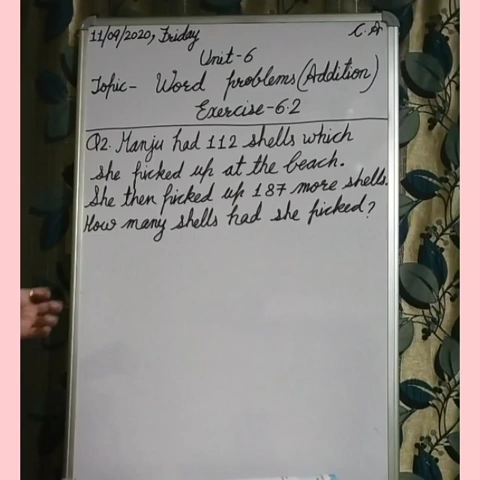 11/09/2020, Friday C.A
Unit-6
Topic- Word problems (Addition)
Exercise-6.2
Q2. Manju had 112 shells which
she picked up at the beach.
She then picked up 187 more shells.
How many shells had she picked?